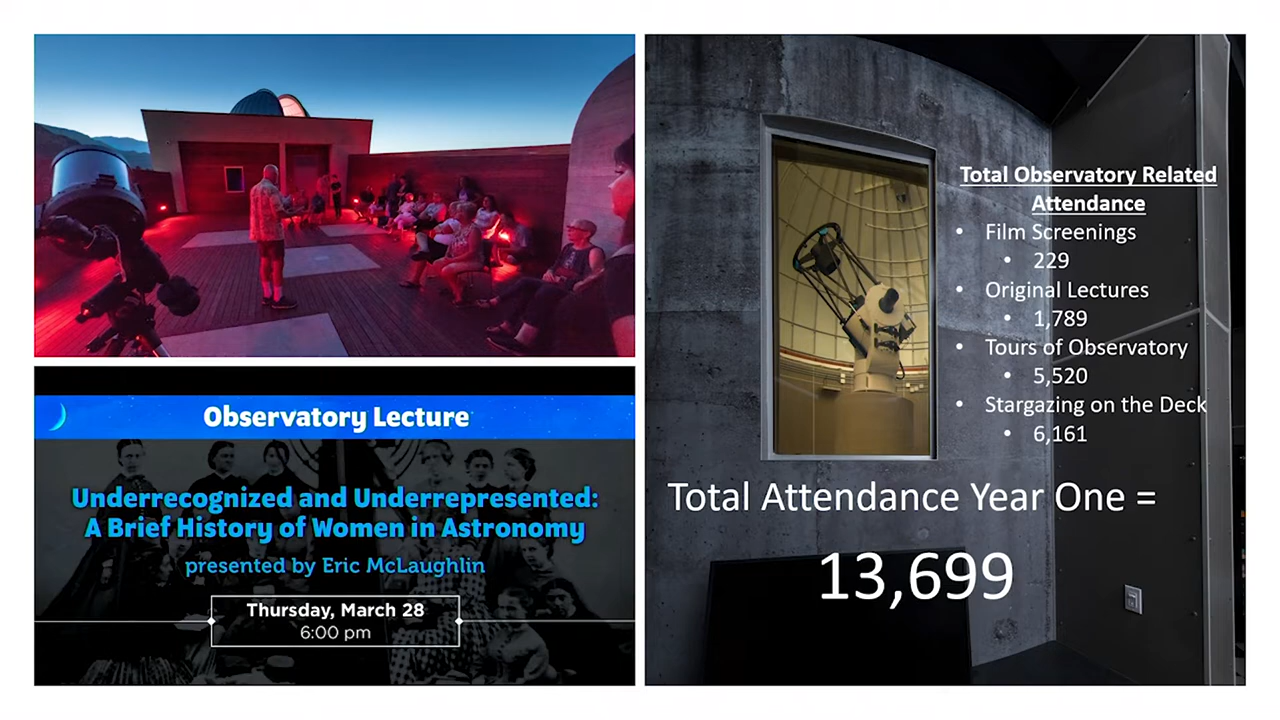 Observatory Lecture
Underrecognized and Underrepresented:
A Brief History of Women in Astronomy
presented by Eric McLaughlin
Thursday, March 28
6:00 pm
Total Observatory Related
Attendance
• Film Screenings
• 229
• Original Lectures
• 1,789
• Tours of Observatory
• 5,520
• Stargazing on the Deck
• 6,161
Total Attendance Year One =
13,699